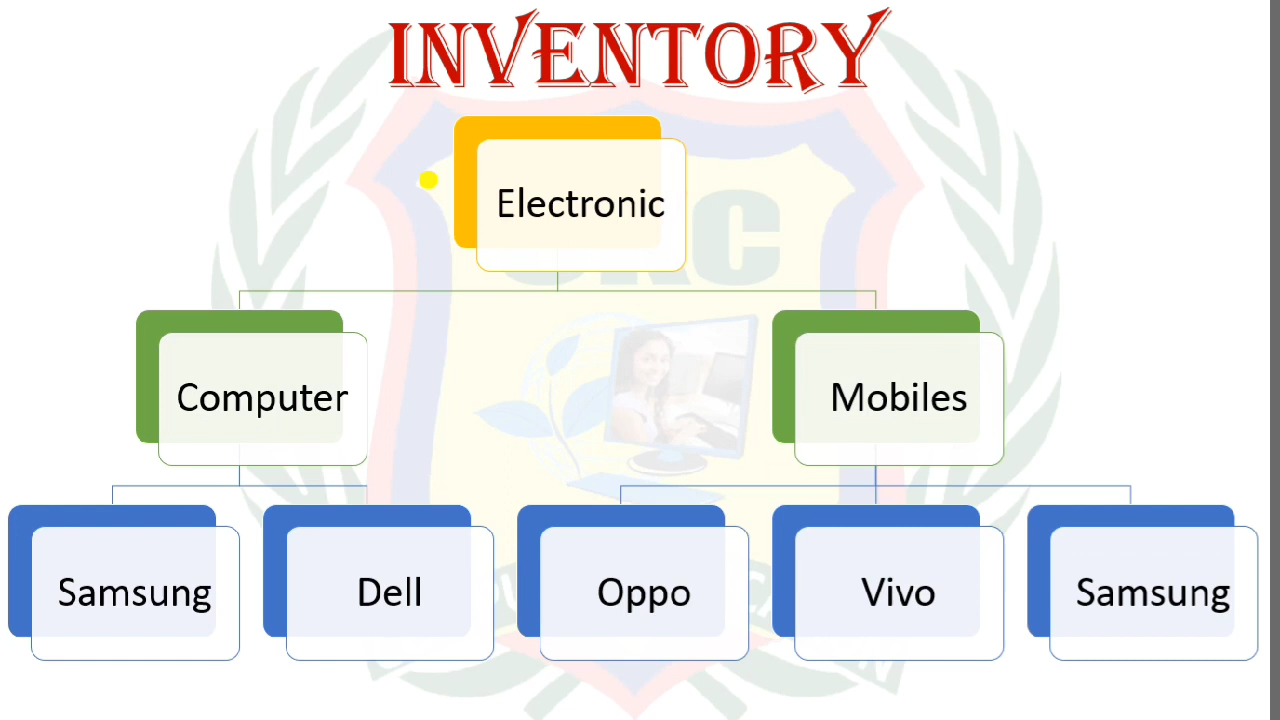 INVENTORY
Electronic
Computer
Mobiles
Samsung
Dell
Oppo
Vivo
Samsung